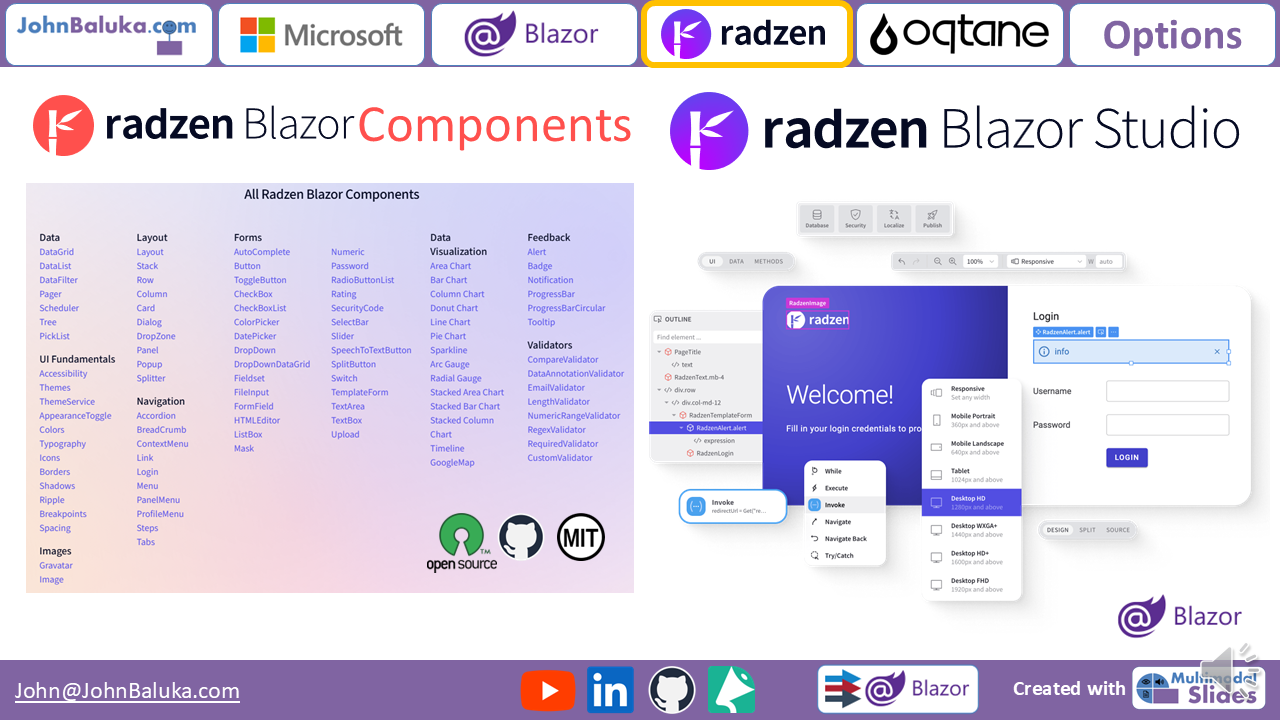 JohnBaluka.com
Microsoft
Blazor
radzen
oqtane
Options
radzen Blazor Components
radzen Blazor Studio
All Radzen Blazor Components
Data
DataGrid
DataList
DataFilter
Pager
Scheduler
Tree
PickList
UI Fundamentals
Accessibility
Themes
ThemeService
AppearanceToggle
Colors
Typography
Icons
Borders
Shadows
Ripple
Breakpoints
Spacing
Images
Gravatar
Image
Layout
Layout
Stack
Row
Column
Card
Dialog
DropZone
Panel
Popup
Splitter
Navigation
Accordion
BreadCrumb
ContextMenu
Link
Login
Menu
PanelMenu
ProfileMenu
Steps
Tabs
Forms
AutoComplete
Button
ToggleButton
CheckBox
CheckBoxList
ColorPicker
DatePicker
DropDown
DropDownDataGrid
Fieldset
FileInput
FormField
HTMLEditor
ListBox
Mask
Numeric
Password
RadioButtonList
Rating
SecurityCode
SelectBar
Slider
SpeechToTextButton
SplitButton
Switch
TemplateForm
TextArea
TextBox
Upload
Data
Visualization
Area Chart
Bar Chart
Column Chart
Donut Chart
Line Chart
Pie Chart
Sparkline
Arc Gauge
Radial Gauge
Stacked Area Chart
Stacked Bar Chart
Stacked Column
Chart
Timeline
GoogleMap
Feedback
Alert
Badge
Notification
ProgressBar
ProgressBarCircular
Tooltip
Validators
CompareValidator
DataAnnotationValidator
EmailValidator
LengthValidator
NumericRangeValidator
RegexValidator
RequiredValidator
CustomValidator
open source
TM
MIT
Database
Security
Localize
Publish
UI DATA METHODS
100%
Responsive
W auto
OUTLINE
Find element ...
PageTitle
text
RadzenText.mb-4
div.row
div.col-md-12
RadzenTemplateForm
RadzenAlert.alert
expression
RadzenLogin
RadzenImage
radzen
Welcome!
Fill in your login credentials to pro
Login
RadzenAlert.alert
info
Username
Password
LOGIN
Invoke
redirectUrl = Get("re...
While
Execute
Invoke
Navigate
Navigate Back
Try/Catch
Responsive
Set any width
Mobile Portrait
360px and above
Mobile Landscape
640px and above
Tablet
1024px and above
Desktop HD
1280px and above
Desktop WXGA+
1440px and above
Desktop HD+
1600px and above
Desktop FHD
1920px and above
DESIGN SPLIT SOURCE
Blazor
John@JohnBaluka.com
in
Blazor
Created with
Multimodal
Slides